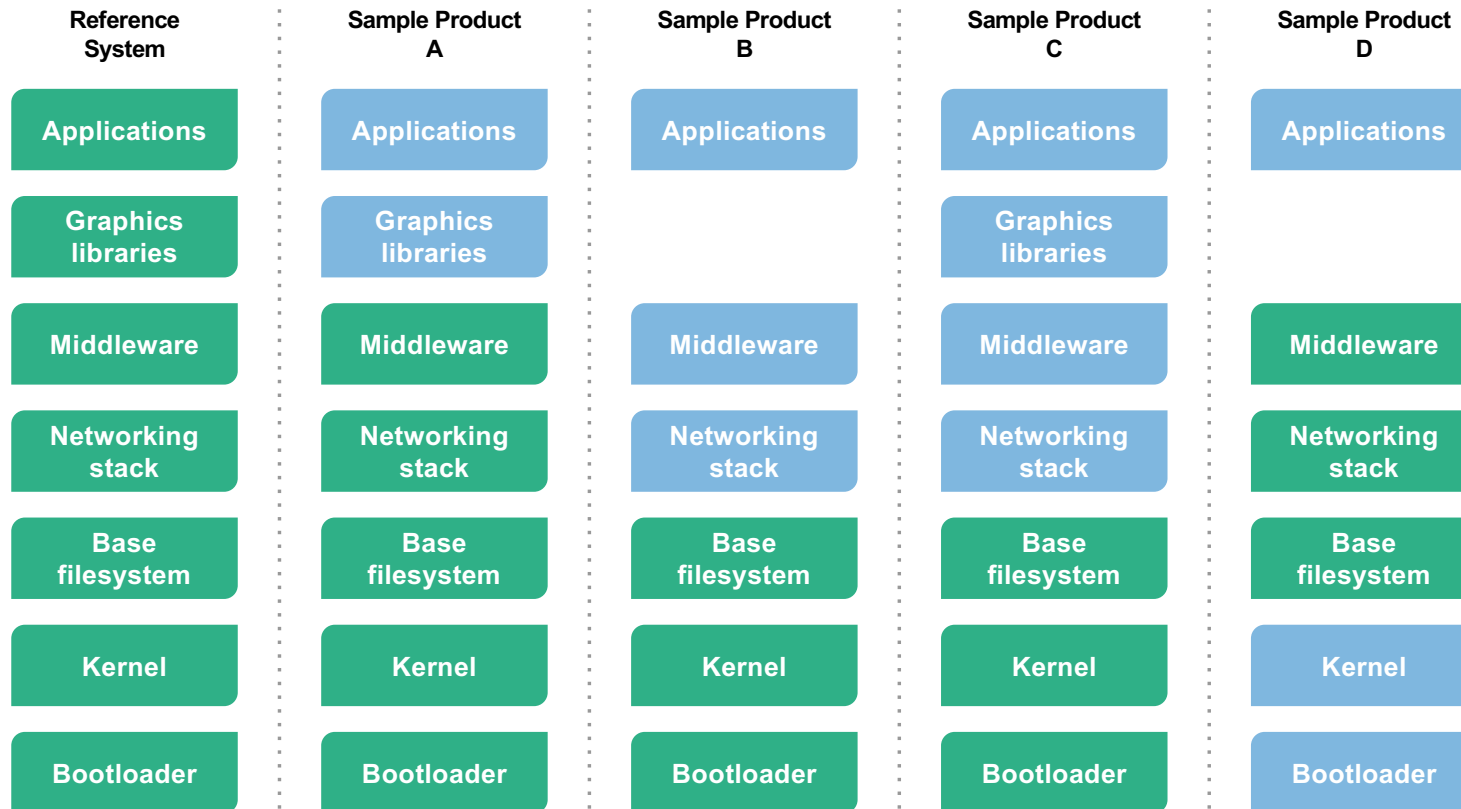 Reference
System
Sample Product
A
Sample Product
B
Sample Product
C
Sample Product
D
Applications
Applications
Applications
Applications
Applications
Graphics
libraries
Graphics
libraries
Graphics
libraries
Middleware
Middleware
Middleware
Middleware
Middleware
Networking
stack
Networking
stack
Networking
stack
Networking
stack
Networking
stack
Base
filesystem
Base
filesystem
Base
filesystem
Base
filesystem
Base
filesystem
Kernel
Kernel
Kernel
Kernel
Kernel
Bootloader
Bootloader
Bootloader
Bootloader
Bootloader